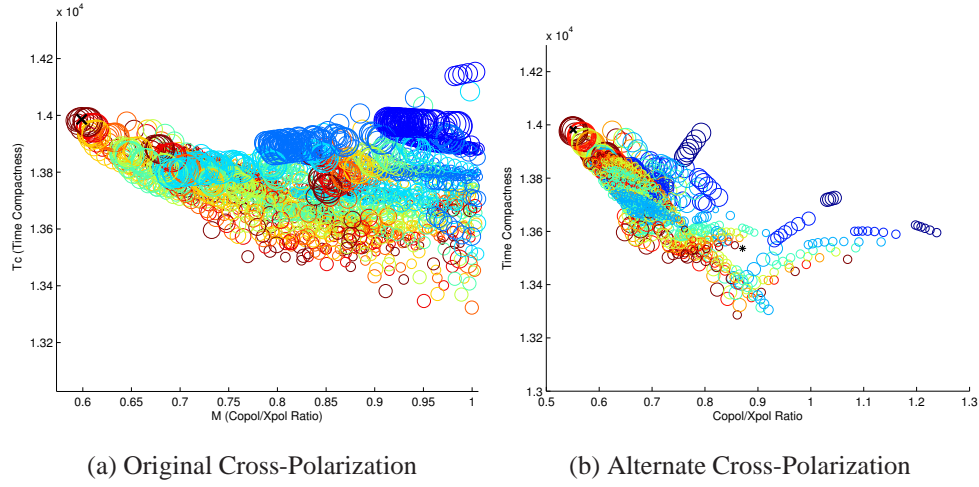 x 10⁴
1.42
1.4
1.38
1.36
1.34
1.32
Tc (Time Compactness)
0.6 0.65 0.7 0.75 0.8 0.85 0.9 0.95 1
M (Copol/Xpol Ratio)
(a) Original Cross-Polarization
x 10⁴
1.42
1.4
1.38
1.36
1.34
1.32
1.3
Time Compactness
0.5 0.6 0.7 0.8 0.9 1 1.1 1.2 1.3
Copol/Xpol Ratio
(b) Alternate Cross-Polarization